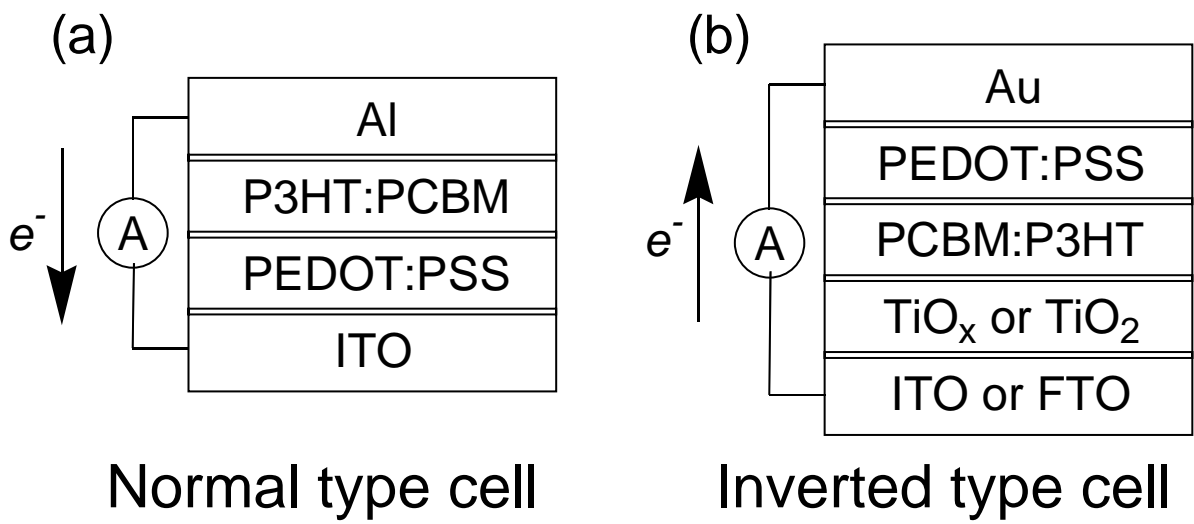 (a)
Al
P3HT:PCBM
PEDOT:PSS
ITO
A
e⁻
Normal type cell
(b)
Au
PEDOT:PSS
PCBM:P3HT
TiOₓ or TiO₂
ITO or FTO
A
e⁻
Inverted type cell